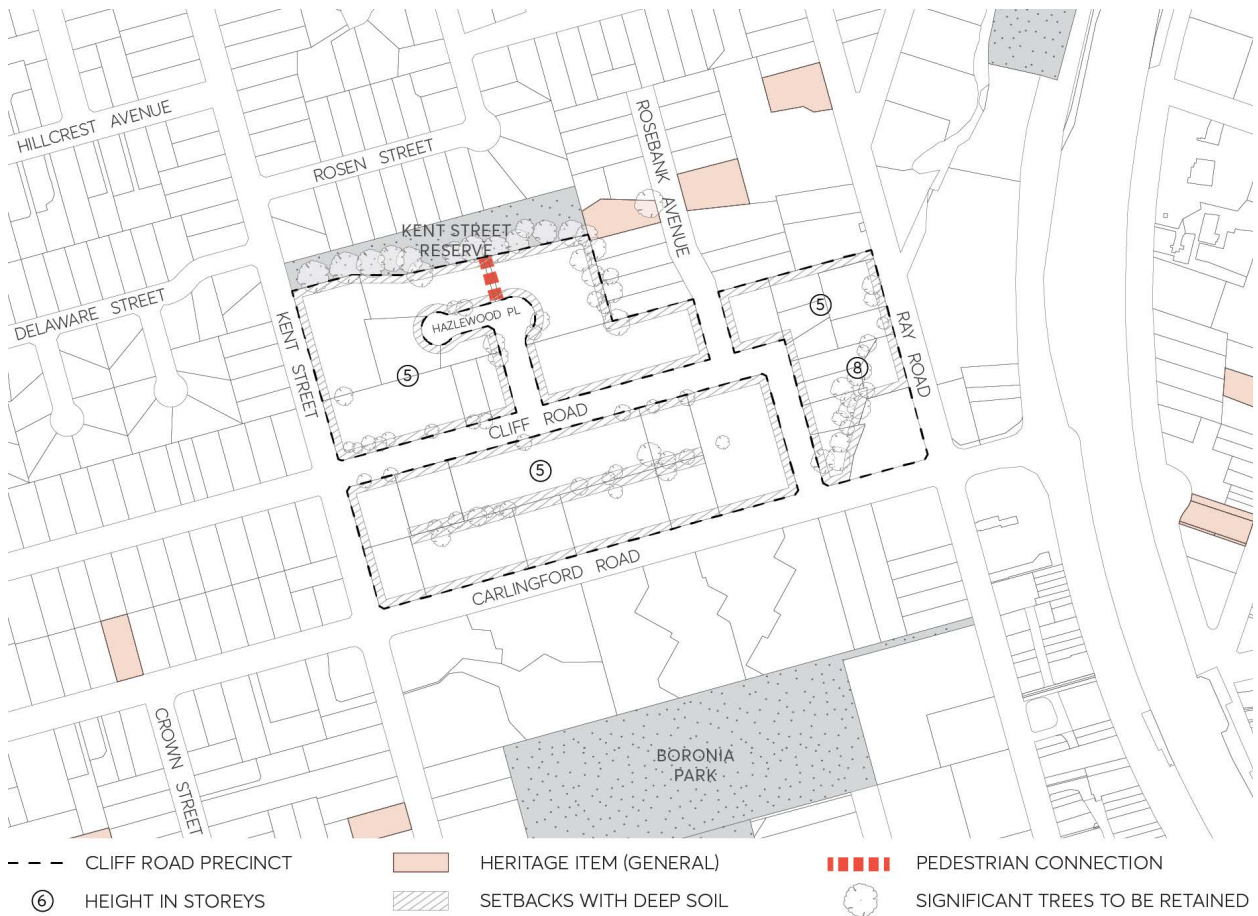 HILLCREST AVENUE
ROSEN STREET
ROSEBANK AVENUE
KENT STREET
RESERVE
DELAWARE STREET
KENT STREET
HAZLEWOOD PL
RAY ROAD
5
8
5
CLIFF ROAD
5
CARLINGFORD ROAD
CROWN STREET
BORONIA
PARK
CLIFF ROAD PRECINCT
HERITAGE ITEM (GENERAL)
PEDESTRIAN CONNECTION
6 HEIGHT IN STOREYS
SETBACKS WITH DEEP SOIL
SIGNIFICANT TREES TO BE RETAINED